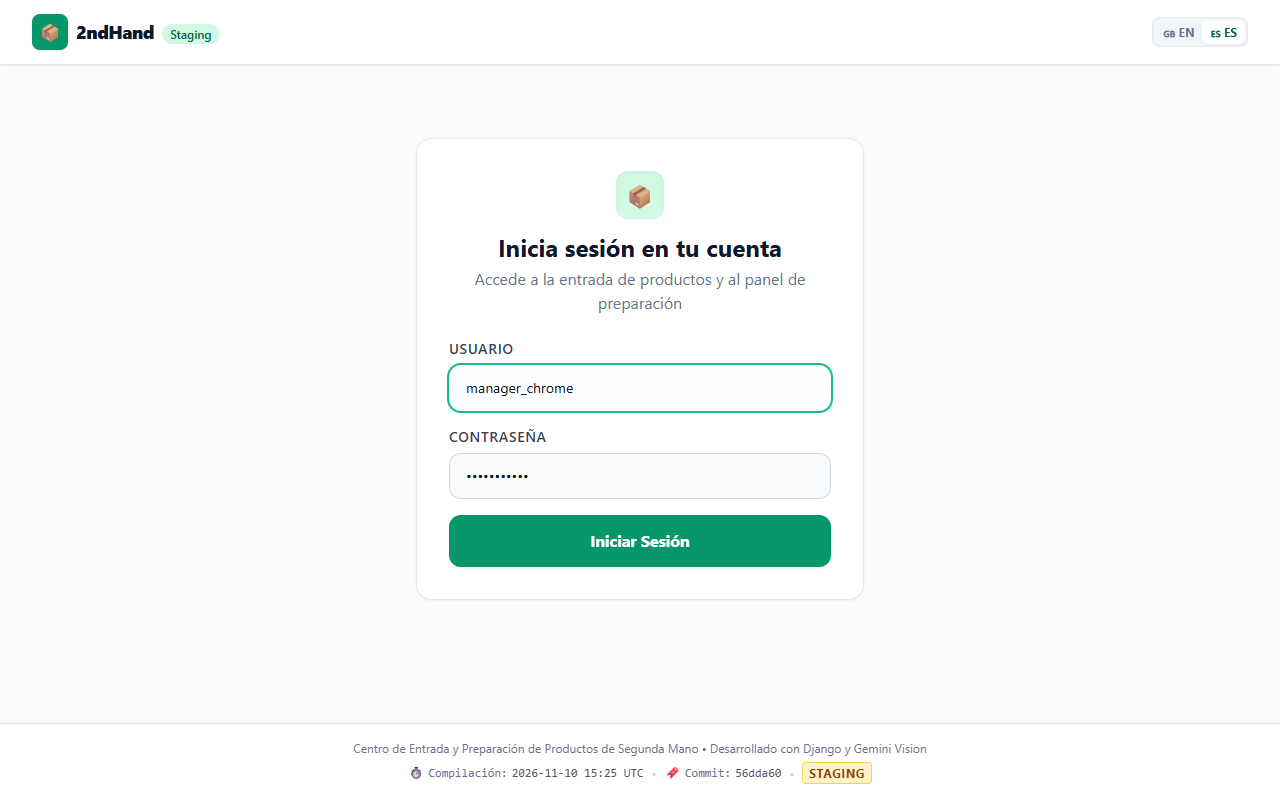 2ndHand Staging
GB EN ES ES
Inicia sesión en tu cuenta
Accede a la entrada de productos y al panel de
preparación
USUARIO
manager_chrome
CONTRASEÑA
•••••••••••
Iniciar Sesión
Centro de Entrada y Preparación de Productos de Segunda Mano • Desarrollado con Django y Gemini Vision
Compilación: 2026-11-10 15:25 UTC • Commit: 56dda60 • STAGING